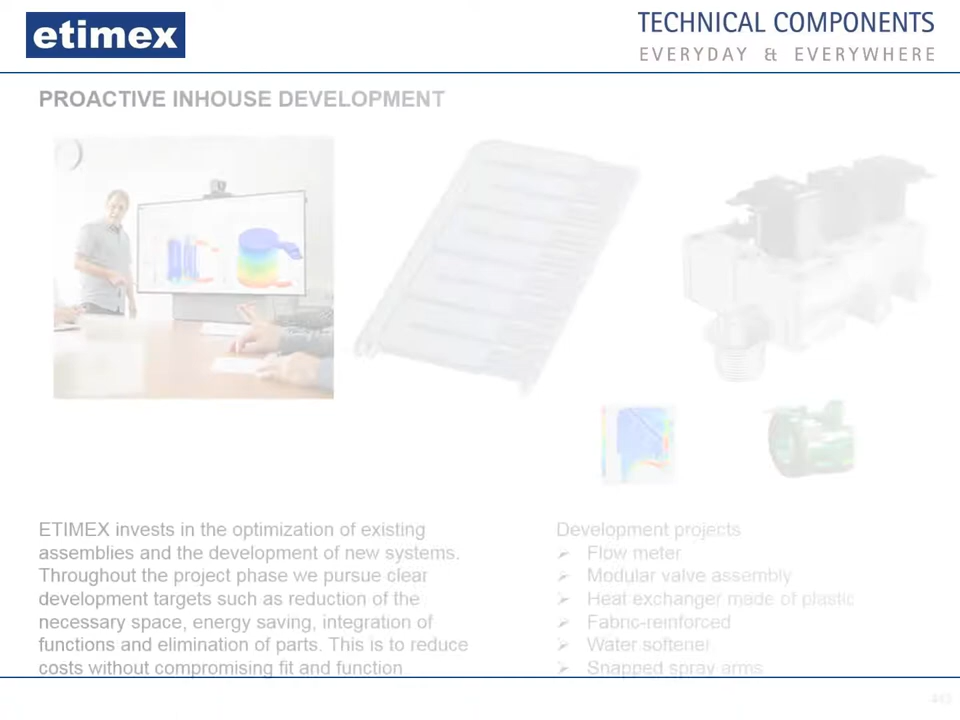 etimex
TECHNICAL COMPONENTS
EVERYDAY & EVERYWHERE
PROACTIVE INHOUSE DEVELOPMENT
ETIMEX invests in the optimization of existing
assemblies and the development of new systems.
Throughout the project phase we pursue clear
development targets such as reduction of the
necessary space, energy saving, integration of
functions and elimination of parts. This is to reduce
costs without compromising fit and function
Development projects
➢ Flow meter
➢ Modular valve assembly
➢ Heat exchanger made of plastic
➢ Fabric-reinforced
➢ Water softener
➢ Snapped spray arms